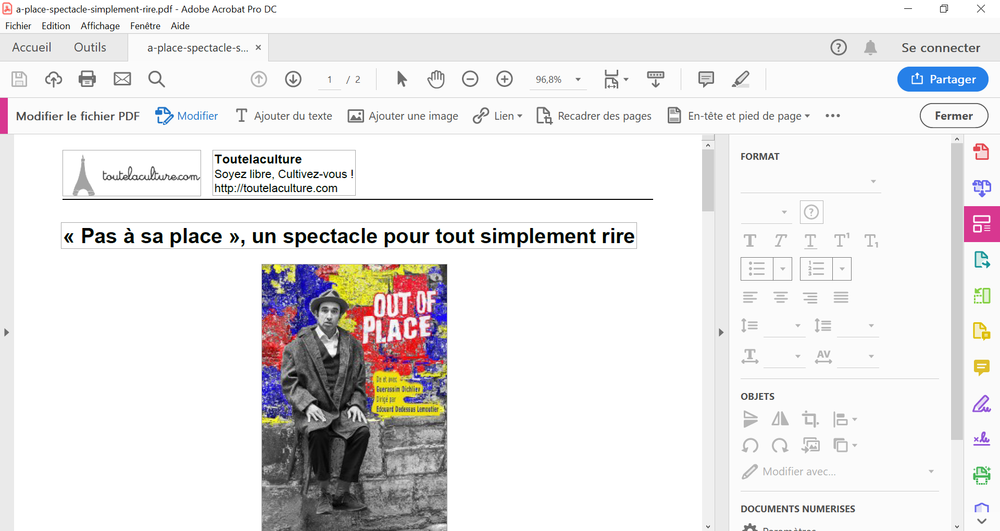 a-place-spectacle-simplement-rire.pdf - Adobe Acrobat Pro DC
Fichier Edition Affichage Fenêtre Aide
Accueil Outils a-place-spectacle-s... × Se connecter
1 / 2 96,8% Partager
Modifier le fichier PDF Modifier Ajouter du texte Ajouter une image Lien Recadrer des pages En-tête et pied de page ••• Fermer
toutelaculture.com
Toutelaculture
Soyez libre, Cultivez-vous !
http://toutelaculture.com
« Pas à sa place », un spectacle pour tout simplement rire
OUT OF
PLACE
De et avec
Guerassim Dichliev
Dirigé par
Edouard Dedessus Lemoutier
FORMAT
OBJETS
Modifier avec...
DOCUMENTS NUMERISES
Paramètres